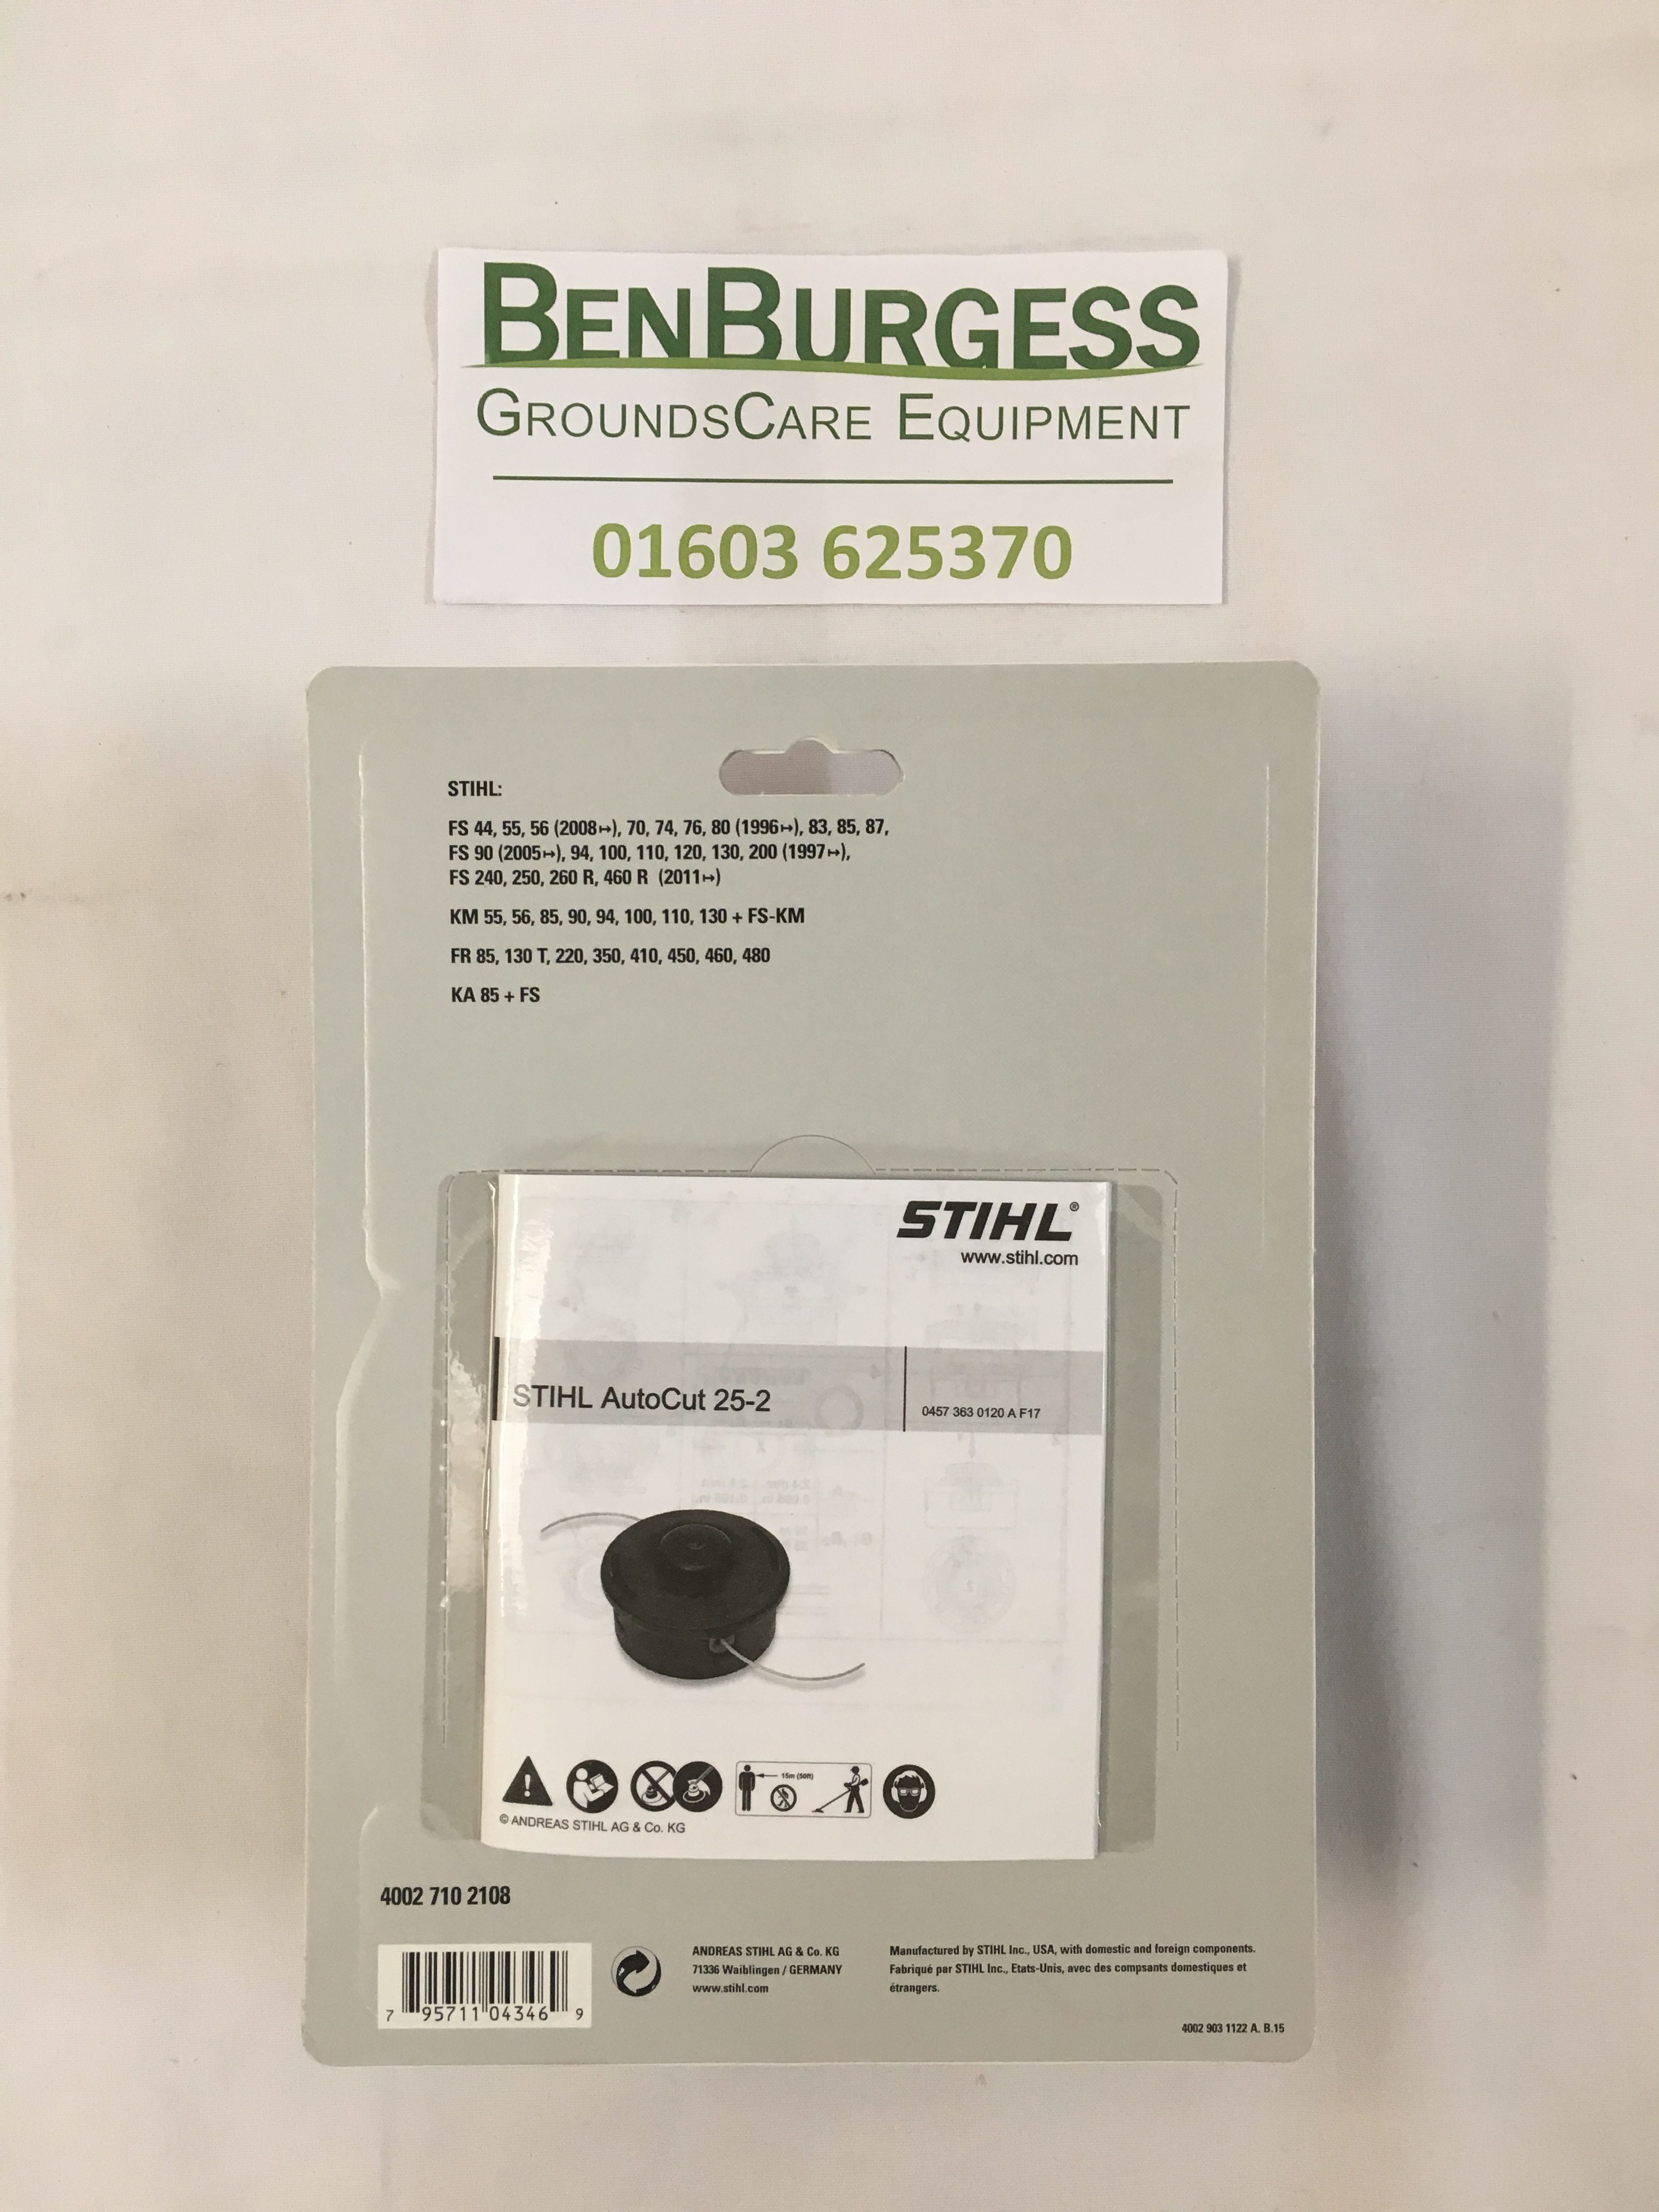 BENBURGESS
GROUNDSCARE EQUIPMENT
01603 625370
STIHL:
FS 44, 55, 56 (2008↦), 70, 74, 76, 80 (1996↦), 83, 85, 87,
FS 90 (2005↦), 94, 100, 110, 120, 130, 200 (1997↦),
FS 240, 250, 260 R, 460 R (2011↦)
KM 55, 56, 85, 90, 94, 100, 110, 130 + FS-KM
FR 85, 130 T, 220, 350, 410, 450, 460, 480
KA 85 + FS
STIHL®
www.stihl.com
STIHL AutoCut 25-2
0457 363 0120 A F17
15m (50ft)
© ANDREAS STIHL AG & Co. KG
4002 710 2108
7 95711 04346 9
ANDREAS STIHL AG & Co. KG
71336 Waiblingen / GERMANY
www.stihl.com
Manufactured by STIHL Inc., USA, with domestic and foreign components.
Fabriqué par STIHL Inc., Etats-Unis, avec des compsants domestiques et
étrangers.
4002 903 1122 A. B.15